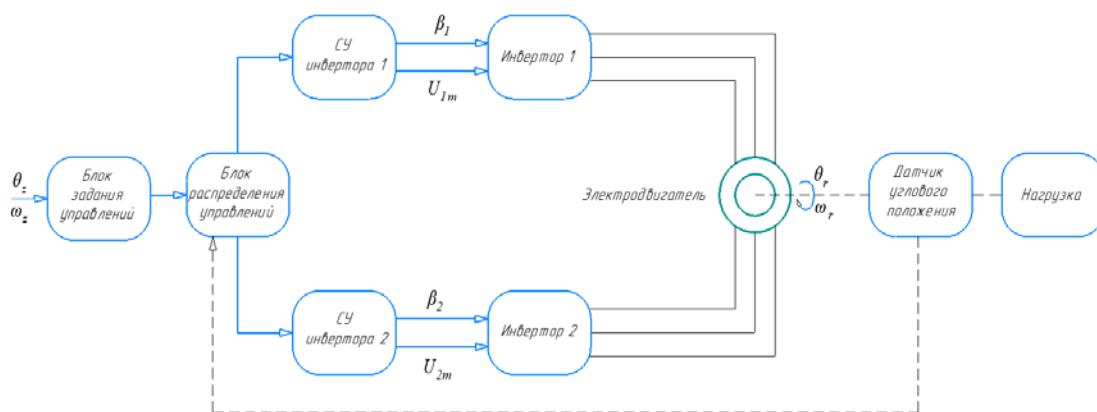 θz
ωz
Блок
задания
управлений
Блок
распределения
управлений
СУ
инвертора 1
β1
U1m
Инвертор 1
Электродвигатель
θr
ωr
Датчик
углового
положения
Нагрузка
СУ
инвертора 2
β2
U2m
Инвертор 2